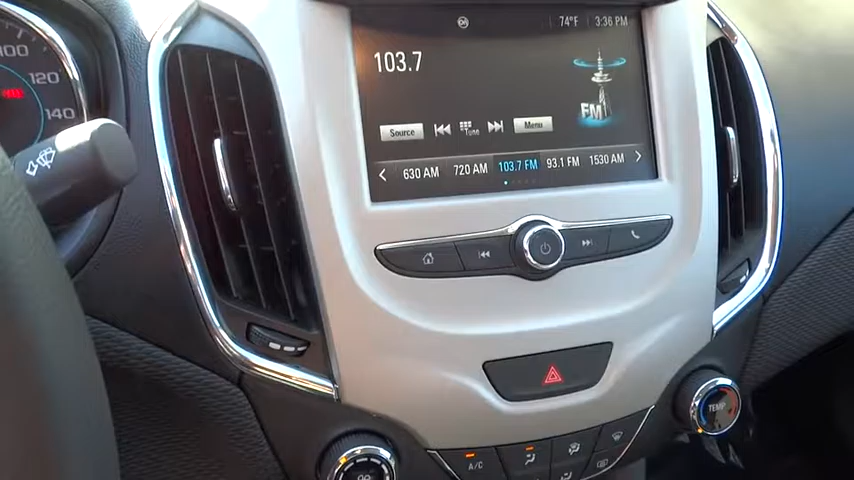 74°F 3:36 PM
100
120
140
103.7
FM
Source
Tune
Menu
630 AM 720 AM 103.7 FM 93.1 FM 1530 AM
TEMP
A/C